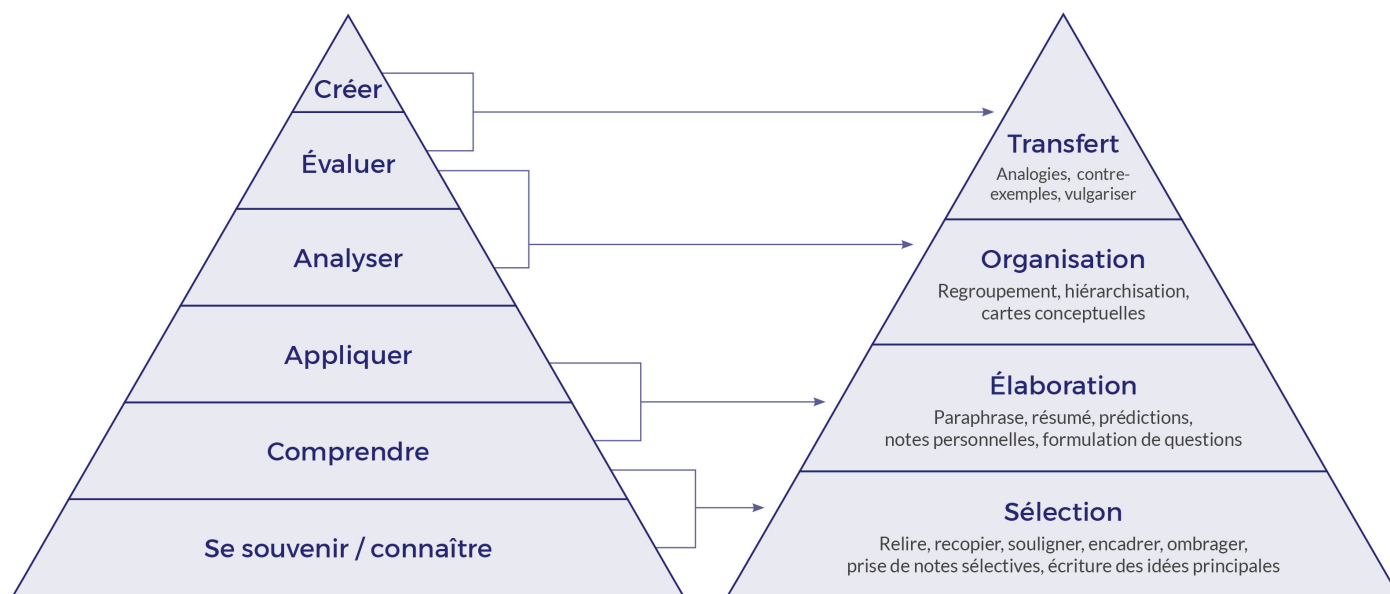 Créer
Évaluer
Analyser
Appliquer
Comprendre
Se souvenir / connaître
Transfert
Analogies, contre-
exemples, vulgariser
Organisation
Regroupement, hiérarchisation,
cartes conceptuelles
Élaboration
Paraphrase, résumé, prédictions,
notes personnelles, formulation de questions
Sélection
Relire, recopier, souligner, encadrer, ombrager,
prise de notes sélectives, écriture des idées principales